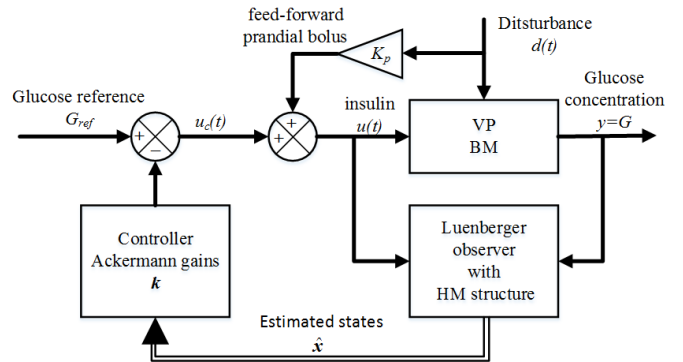 feed-forward
prandial bolus
K_p
Ditsturbance
d(t)
Glucose reference
G_ref
+
−
u_c(t)
+
+
insulin
u(t)
VP
BM
Glucose
concentration
y=G
Controller
Ackermann gains
k
Luenberger
observer
with
HM structure
Estimated states
x̂